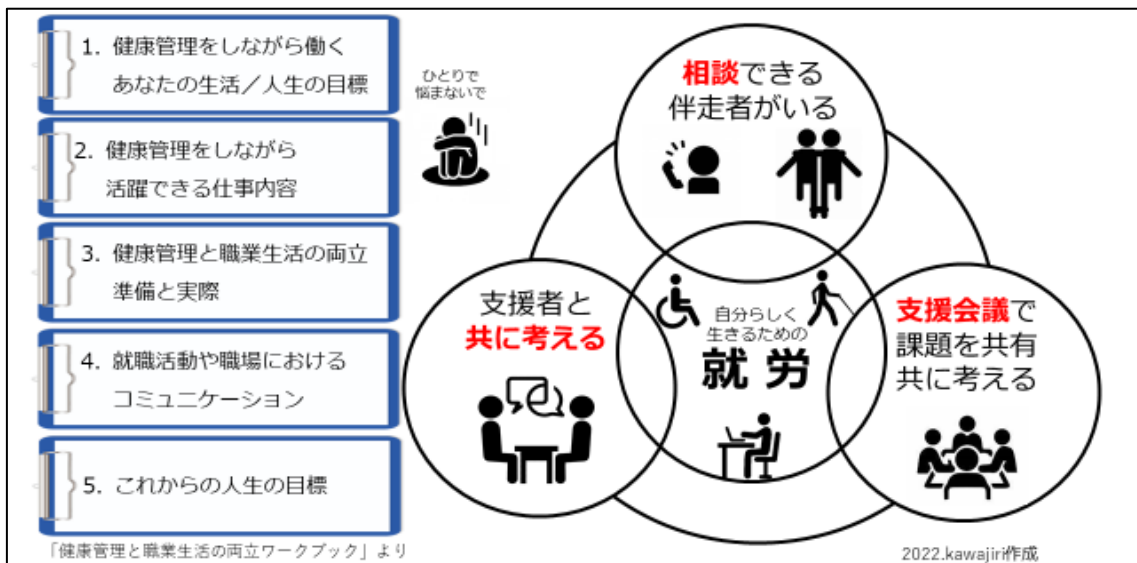 1. 健康管理をしながら働く
あなたの生活／人生の目標
2. 健康管理をしながら
活躍できる仕事内容
3. 健康管理と職業生活の両立
準備と実際
4. 就職活動や職場における
コミュニケーション
5. これからの人生の目標
「健康管理と職業生活の両立ワークブック」より
ひとりで
悩まないで
相談できる
伴走者がいる
支援者と
共に考える
自分らしく
生きるための
就労
支援会議で
課題を共有
共に考える
2022.kawajiri作成